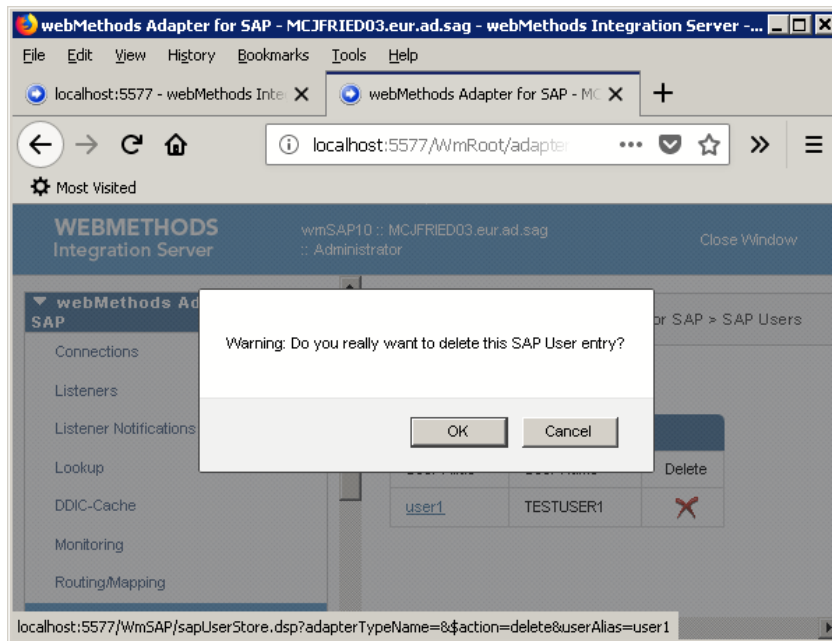 webMethods Adapter for SAP - MCJFRIED03.eur.ad.sag - webMethods Integration Server -...
File Edit View History Bookmarks Tools Help
localhost:5577 - webMethods Inte
webMethods Adapter for SAP - MC
localhost:5577/WmRoot/adapter
Most Visited
WEBMETHODS
Integration Server
wmSAP10 :: MCJFRIED03.eur.ad.sag
:: Administrator
Close Window
webMethods Ad
SAP
or SAP > SAP Users
Warning: Do you really want to delete this SAP User entry?
OK Cancel
Connections
Listeners
Listener Notifications
Lookup
DDIC-Cache
Monitoring
Routing/Mapping
Delete
user1 TESTUSER1
localhost:5577/WmSAP/sapUserStore.dsp?adapterTypeName=&$action=delete&userAlias=user1